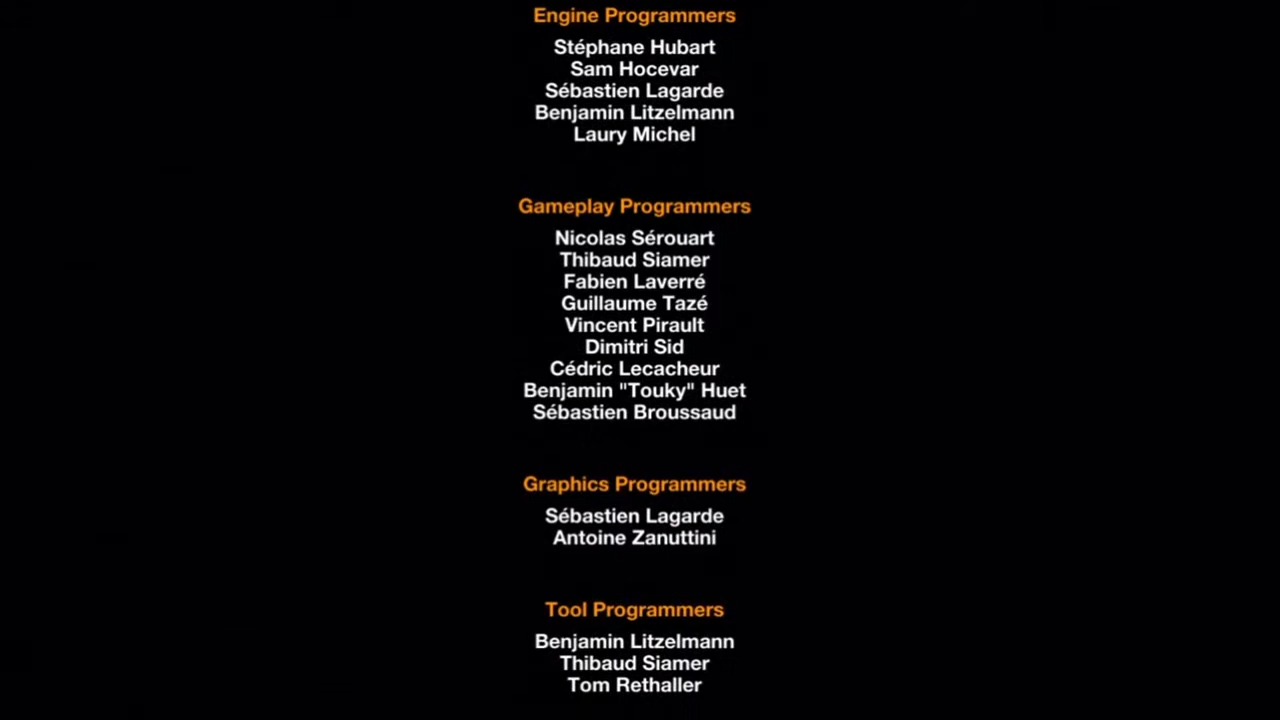 Engine Programmers
Stéphane Hubart
Sam Hocevar
Sébastien Lagarde
Benjamin Litzelmann
Laury Michel
Gameplay Programmers
Nicolas Sérouart
Thibaud Siamer
Fabien Laverré
Guillaume Tazé
Vincent Pirault
Dimitri Sid
Cédric Lecacheur
Benjamin "Touky" Huet
Sébastien Broussaud
Graphics Programmers
Sébastien Lagarde
Antoine Zanuttini
Tool Programmers
Benjamin Litzelmann
Thibaud Siamer
Tom Rethaller